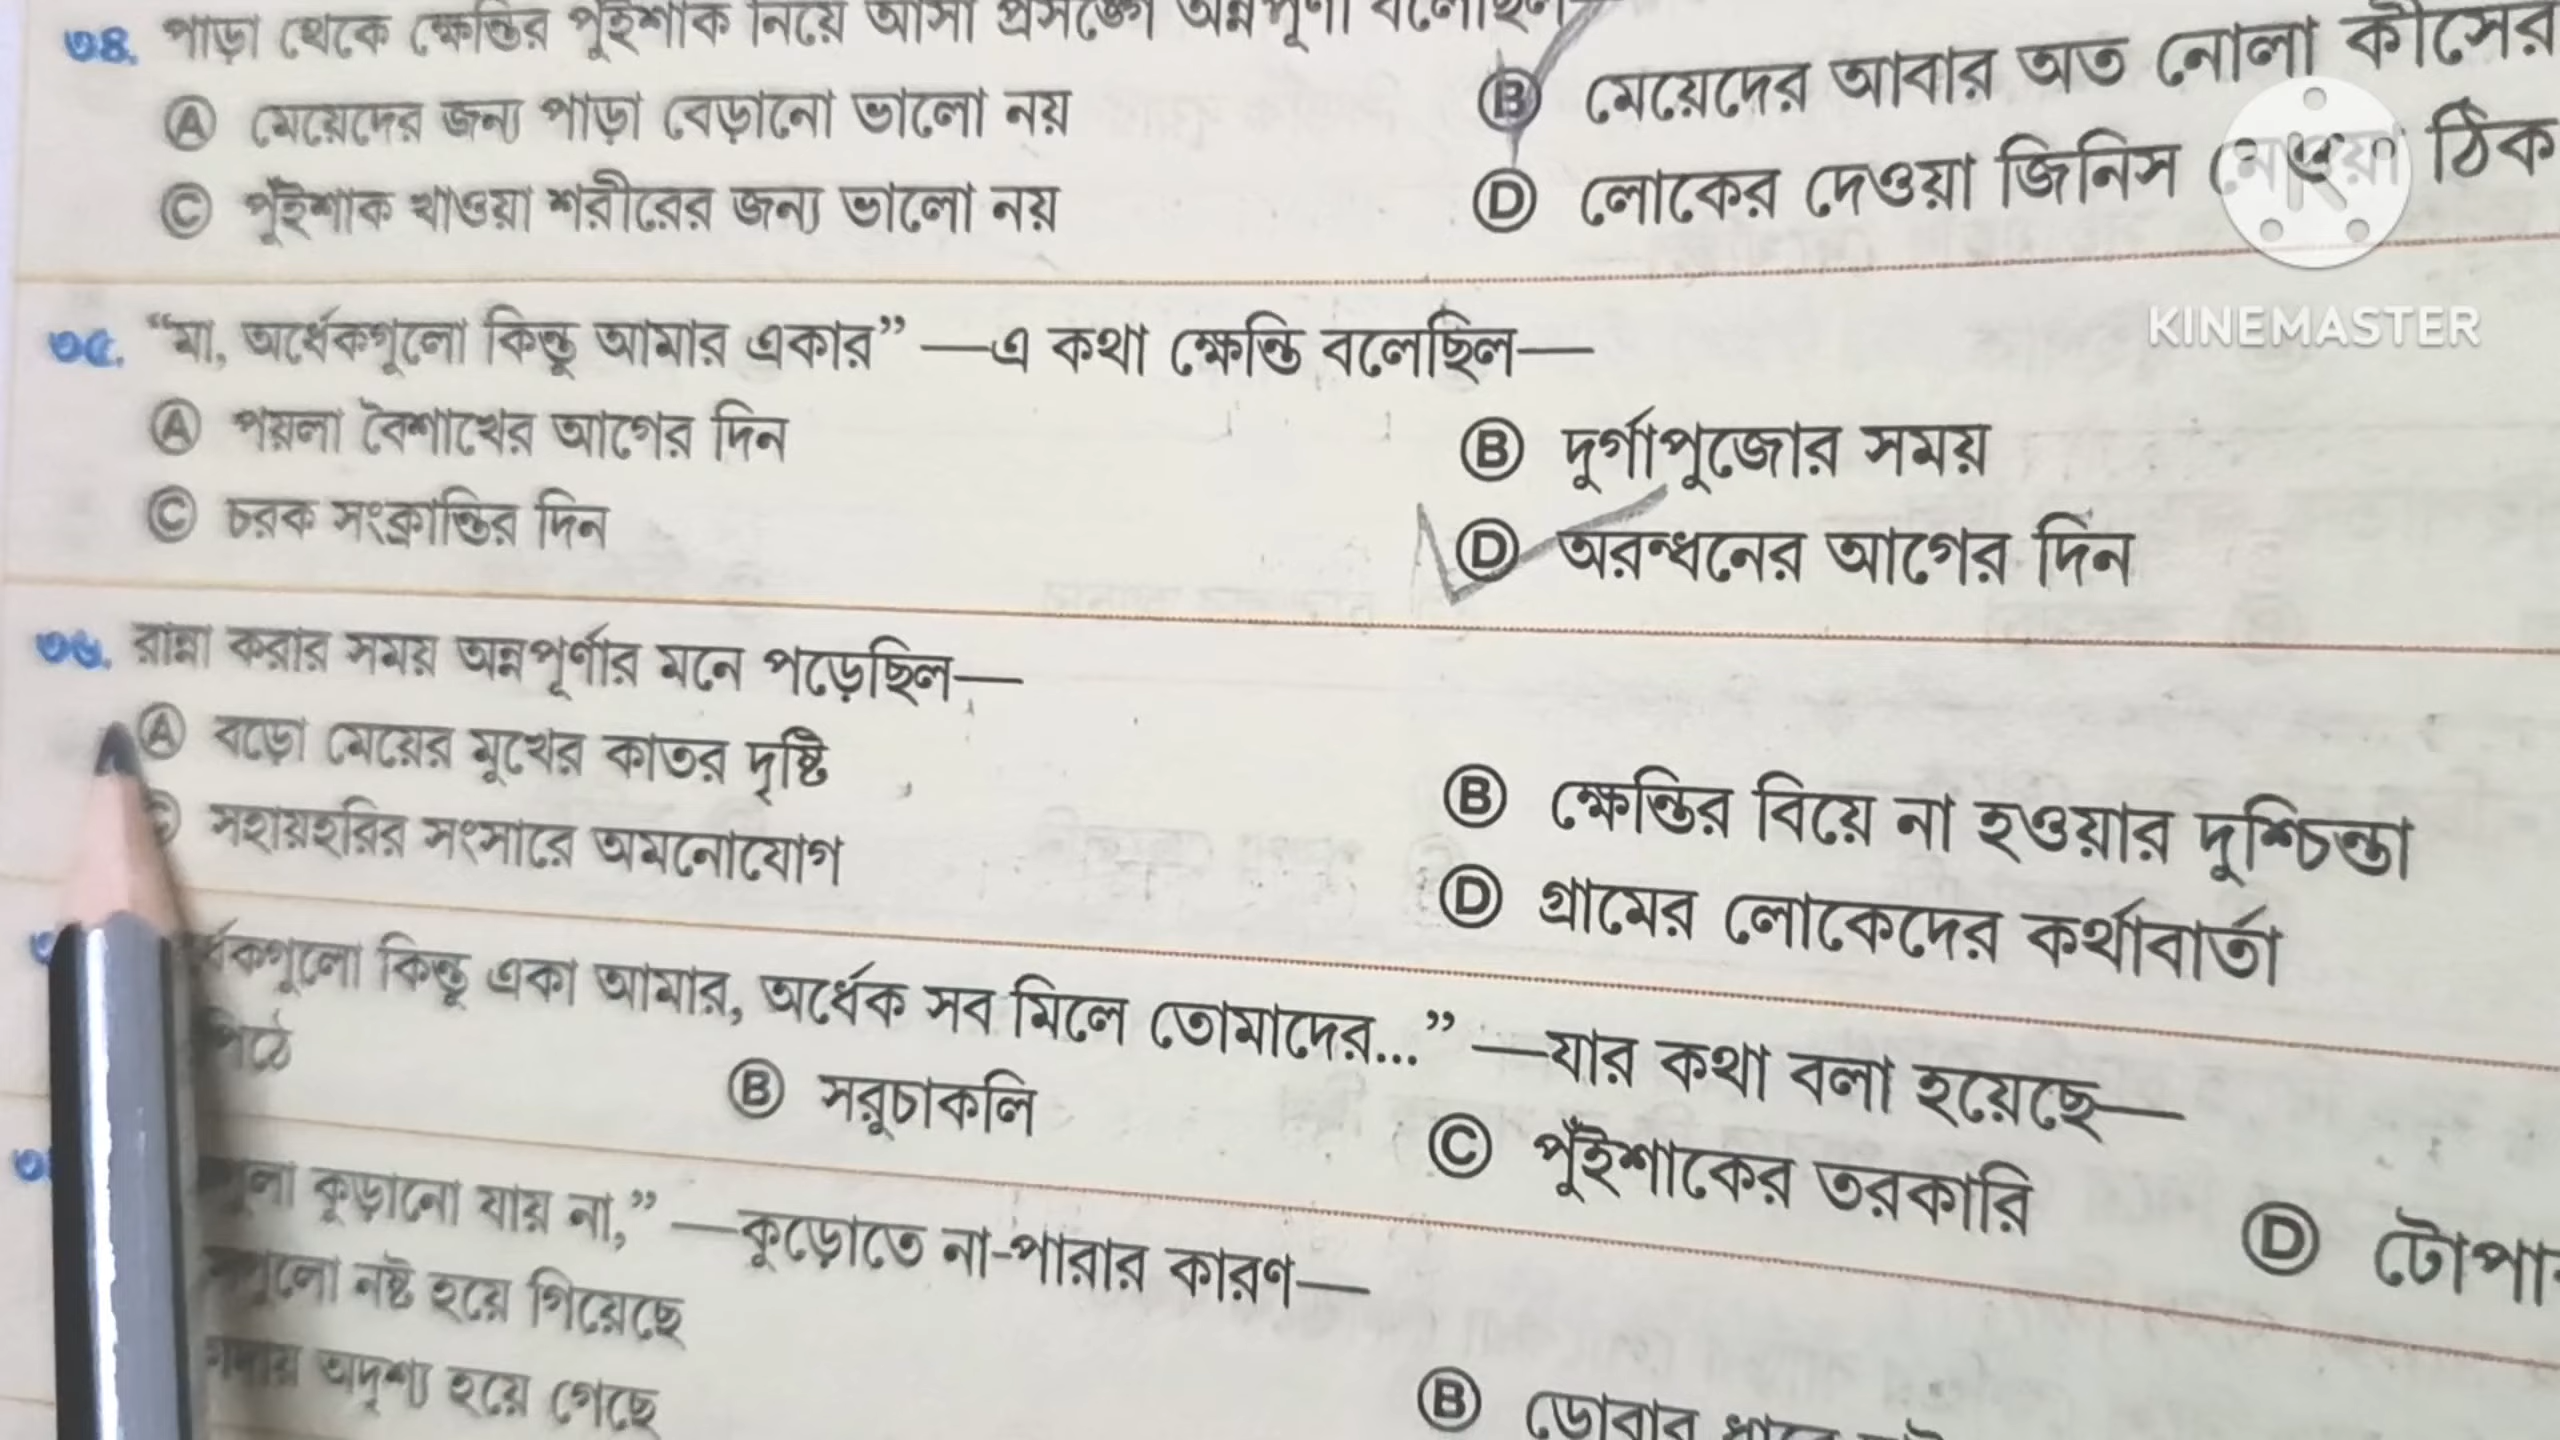 ৩৪. পাড়া থেকে ক্ষেন্তির পুঁইশাক নিয়ে আসা প্রসঙ্গে অন্নপূর্ণা বলেছিল—
Ⓐ মেয়েদের জন্য পাড়া বেড়ানো ভালো নয়
Ⓑ মেয়েদের আবার অত নোলা কীসের
Ⓒ পুঁইশাক খাওয়া শরীরের জন্য ভালো নয়
Ⓓ লোকের দেওয়া জিনিস নেওয়া ঠিক
KINEMASTER
৩৫. “মা, অর্ধেকগুলো কিন্তু আমার একার” —এ কথা ক্ষেন্তি বলেছিল—
Ⓐ পয়লা বৈশাখের আগের দিন
Ⓑ দুর্গাপুজোর সময়
Ⓒ চরক সংক্রান্তির দিন
Ⓓ অরন্ধনের আগের দিন
৩৬. রান্না করার সময় অন্নপূর্ণার মনে পড়েছিল—
Ⓐ বড়ো মেয়ের মুখের কাতর দৃষ্টি
Ⓑ ক্ষেন্তির বিয়ে না হওয়ার দুশ্চিন্তা
Ⓒ সহায়হরির সংসারে অমনোযোগ
Ⓓ গ্রামের লোকেদের কর্থাবার্তা
র্ধেকগুলো কিন্তু একা আমার, অর্ধেক সব মিলে তোমাদের...” —যার কথা বলা হয়েছে—
পিঠে
Ⓑ সরুচাকলি
Ⓒ পুঁইশাকের তরকারি
Ⓓ টোপা
গুলা কুড়ানো যায় না,” —কুড়োতে না-পারার কারণ—
গুলো নষ্ট হয়ে গিয়েছে
Ⓑ ডোবার ধারে
অদৃশ্য হয়ে গেছে